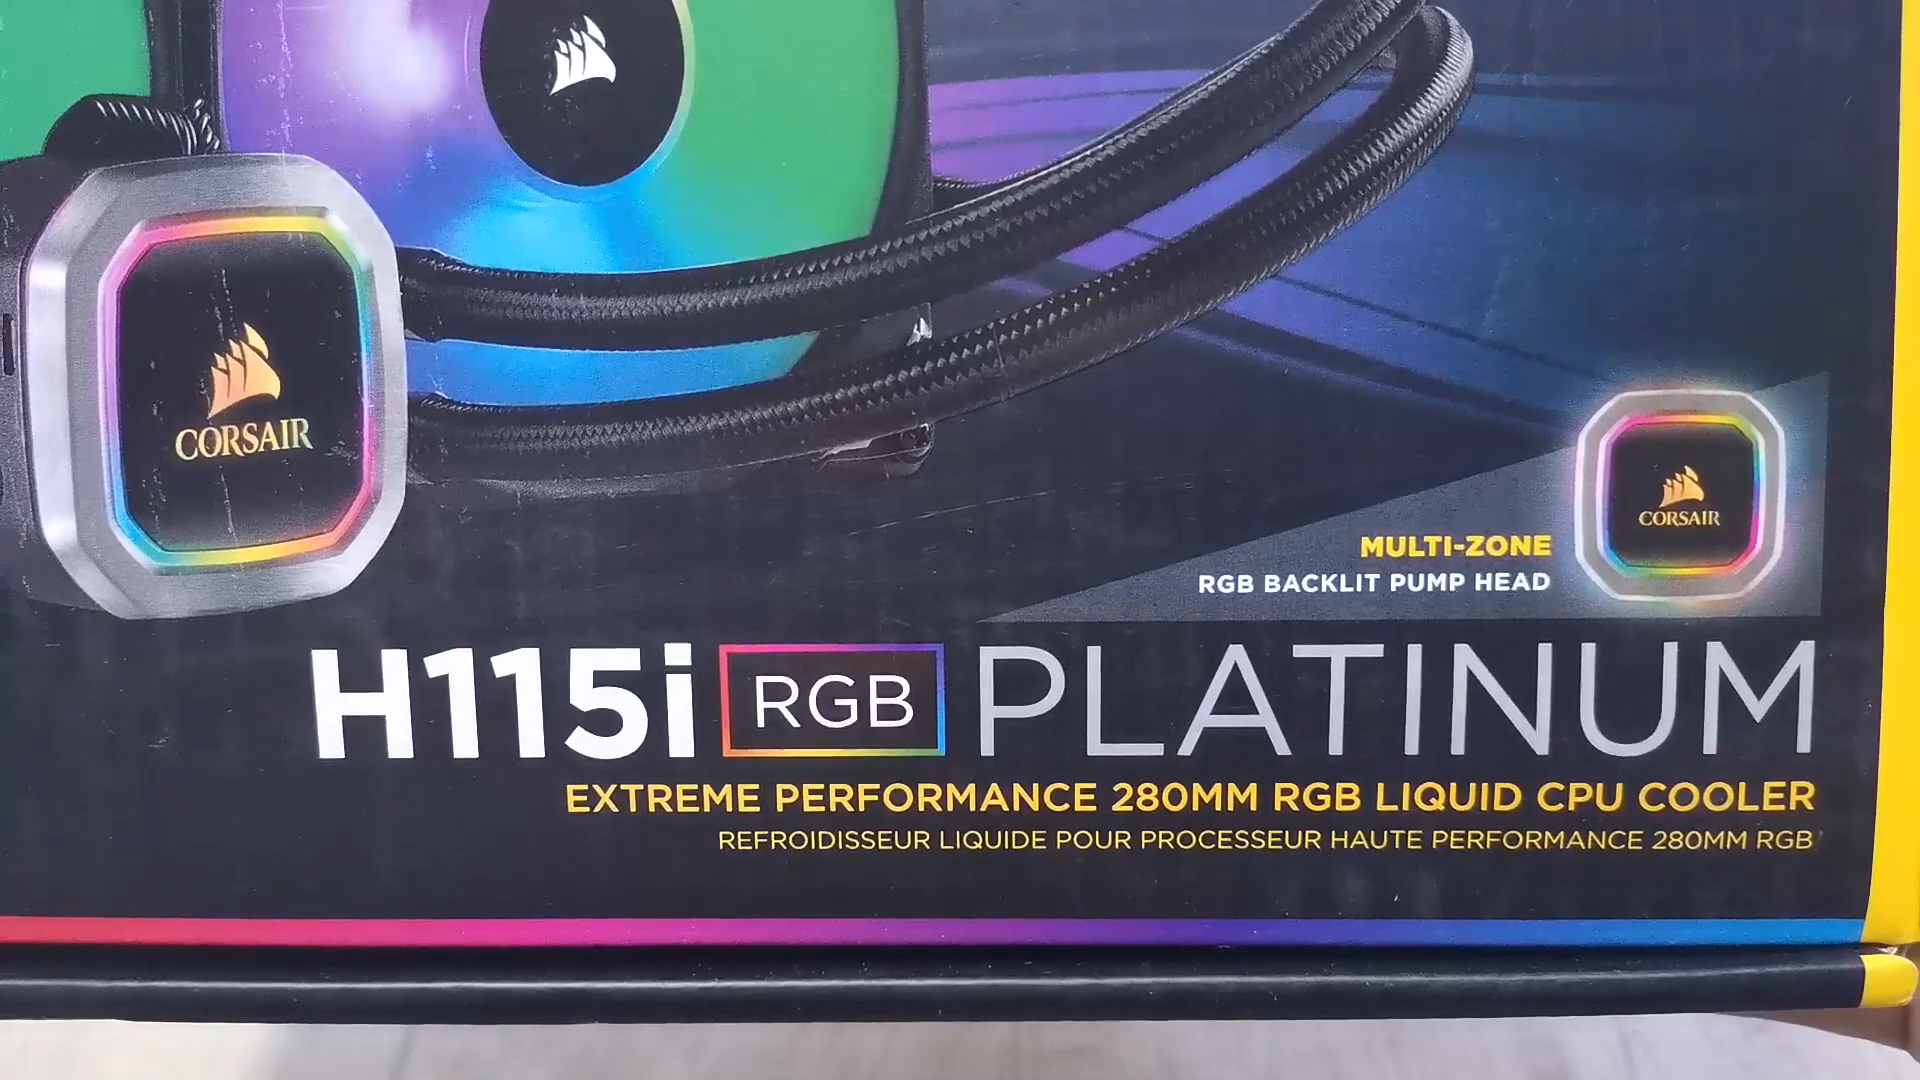 CORSAIR
CORSAIR
MULTI-ZONE
RGB BACKLIT PUMP HEAD
H115i RGB PLATINUM
EXTREME PERFORMANCE 280MM RGB LIQUID CPU COOLER
REFROIDISSEUR LIQUIDE POUR PROCESSEUR HAUTE PERFORMANCE 280MM RGB